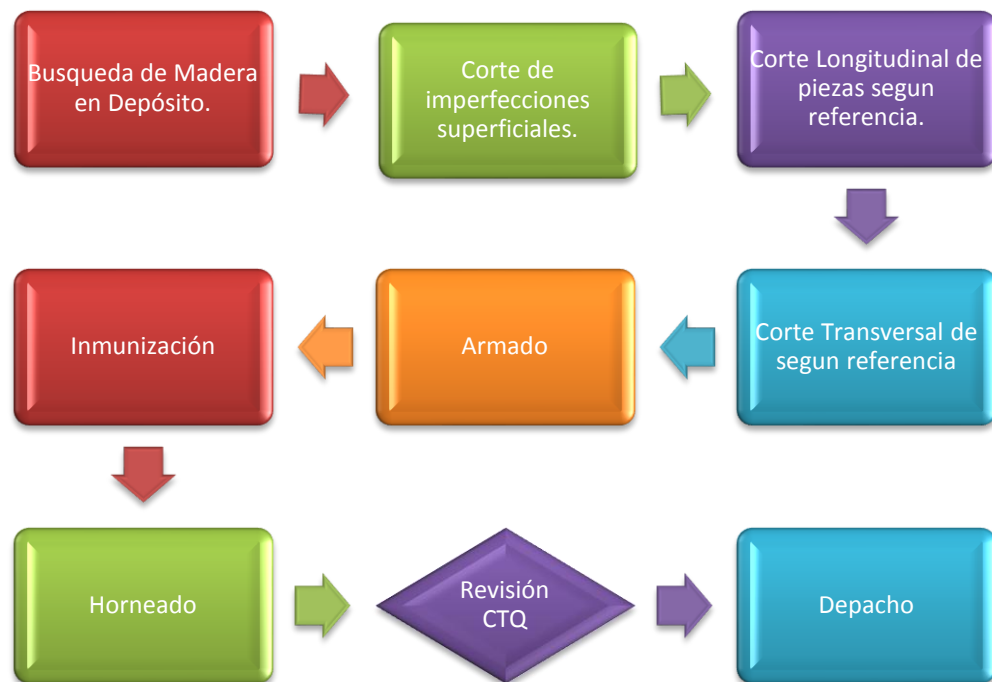 Busqueda de Madera
en Depósito.
Corte de
imperfecciones
superficiales.
Corte Longitudinal de
piezas segun
referencia.
Corte Transversal de
segun referencia
Armado
Inmunización
Horneado
Revisión
CTQ
Depacho